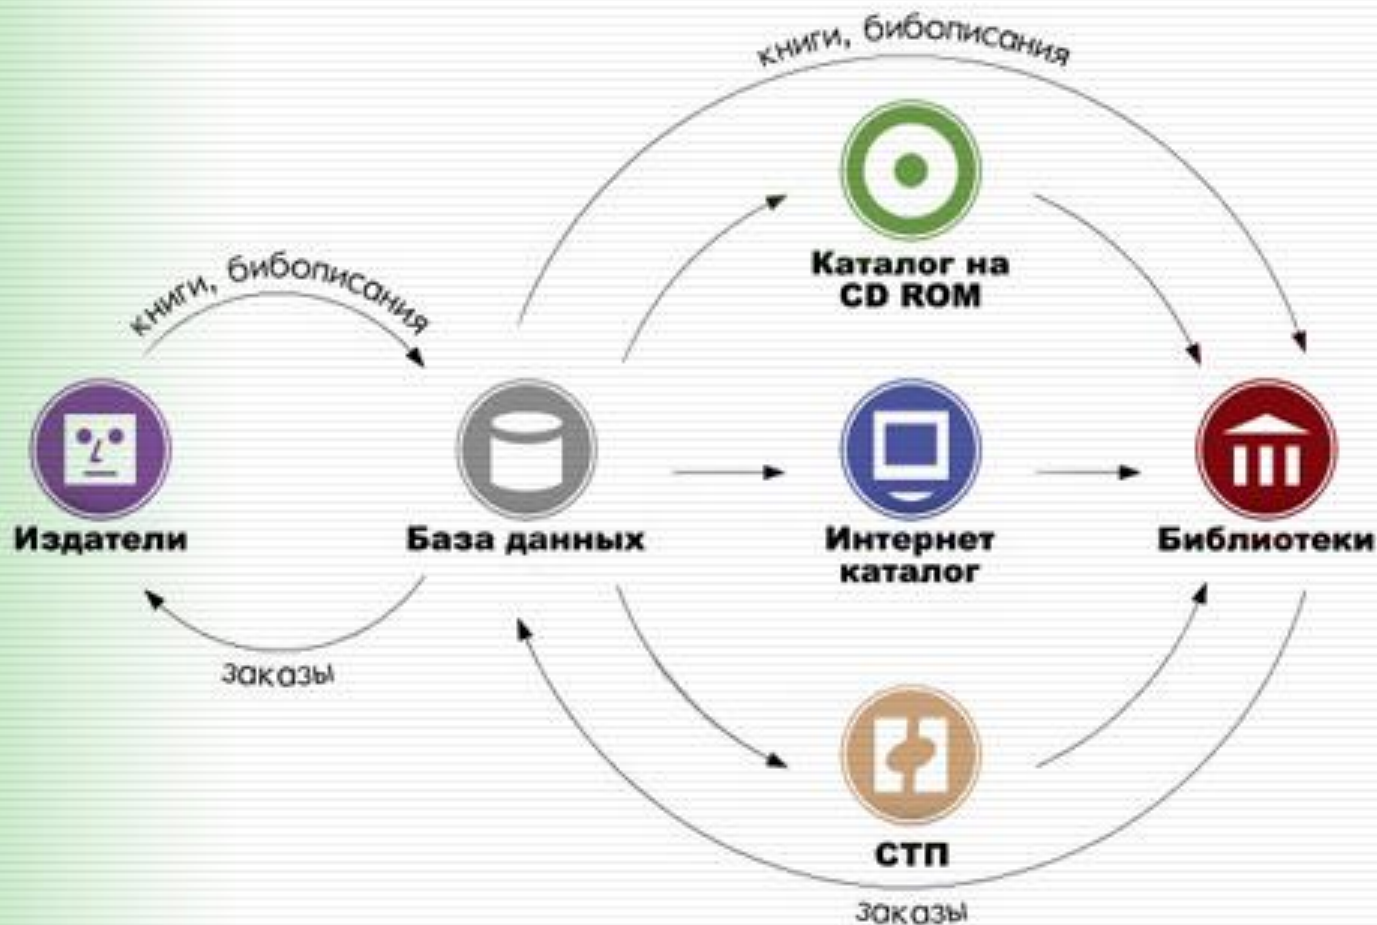 книги, бибописания
Каталог на
CD ROM
книги, бибописания
Издатели
База данных
Интернет
каталог
Библиотеки
заказы
СТП
заказы